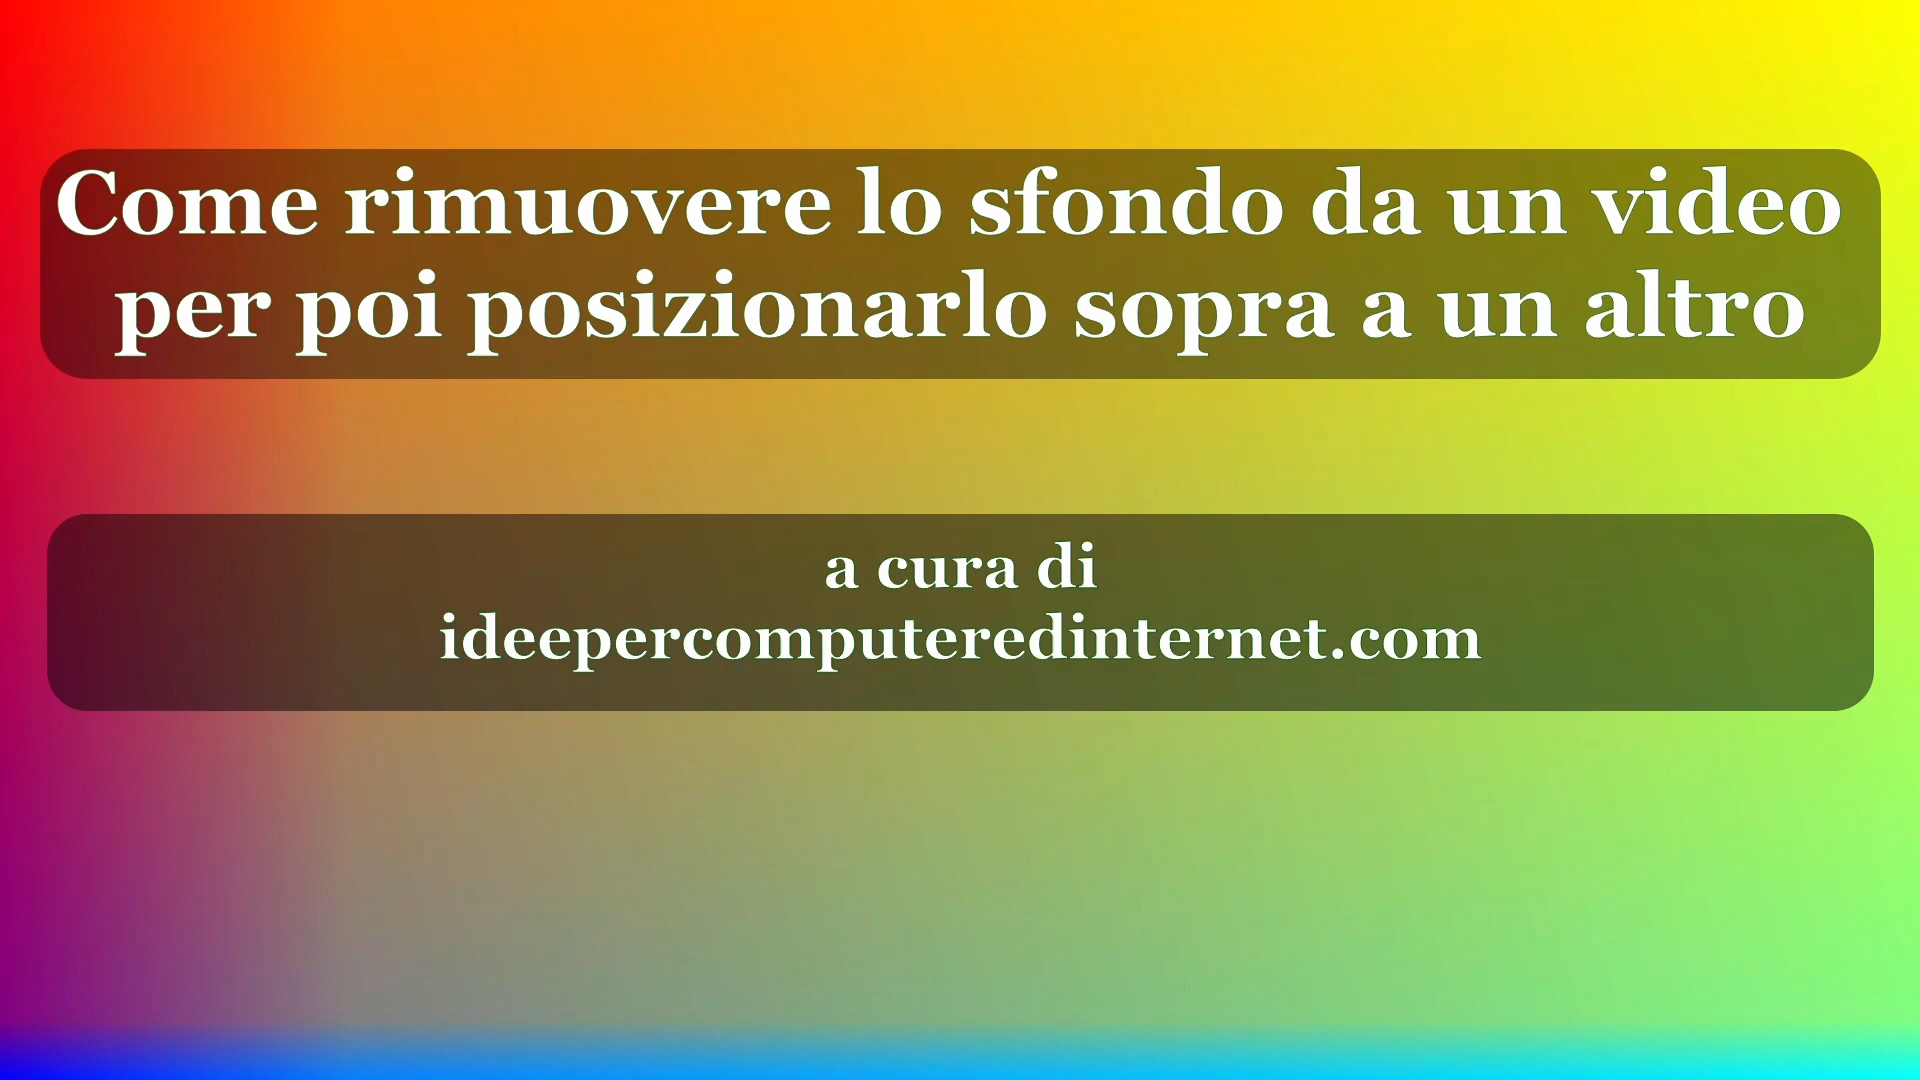 Come rimuovere lo sfondo da un video
per poi posizionarlo sopra a un altro
a cura di
ideepercomputeredinternet.com